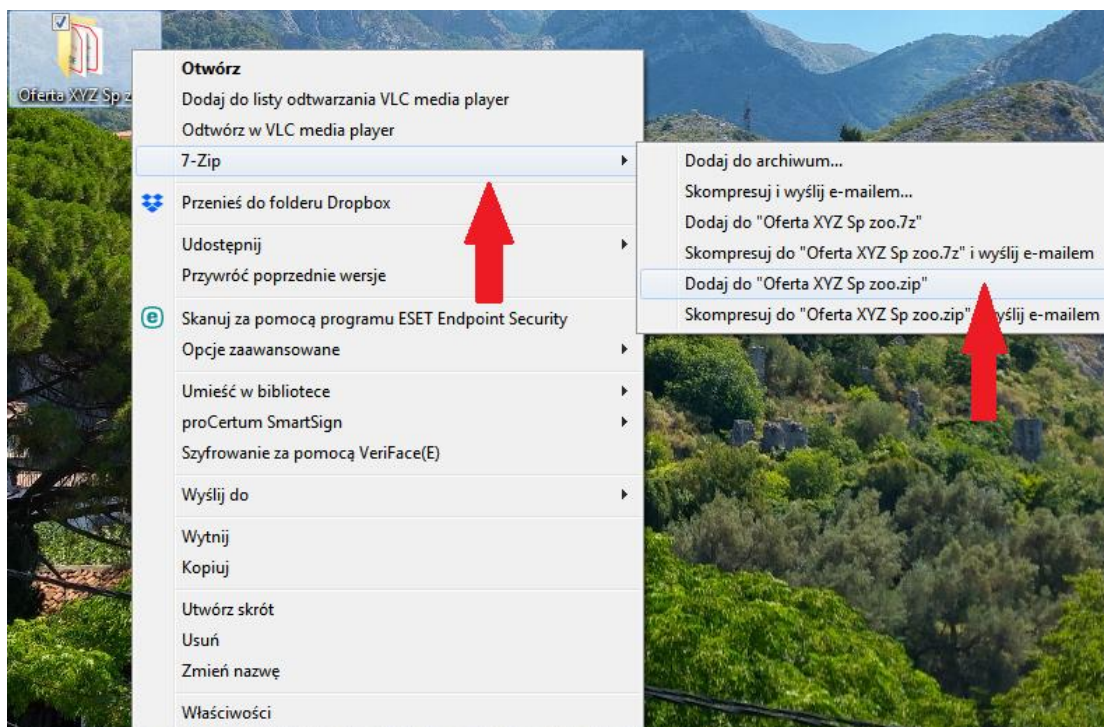 Oferta XYZ Sp z
Otwórz
Dodaj do listy odtwarzania VLC media player
Odtwórz w VLC media player
7-Zip
Przenieś do folderu Dropbox
Udostępnij
Przywróć poprzednie wersje
Skanuj za pomocą programu ESET Endpoint Security
Opcje zaawansowane
Umieść w bibliotece
proCertum SmartSign
Szyfrowanie za pomocą VeriFace(E)
Wyślij do
Wytnij
Kopiuj
Utwórz skrót
Usuń
Zmień nazwę
Właściwości
Dodaj do archiwum...
Skompresuj i wyślij e-mailem...
Dodaj do "Oferta XYZ Sp zoo.7z"
Skompresuj do "Oferta XYZ Sp zoo.7z" i wyślij e-mailem
Dodaj do "Oferta XYZ Sp zoo.zip"
Skompresuj do "Oferta XYZ Sp zoo.zip" wyślij e-mailem